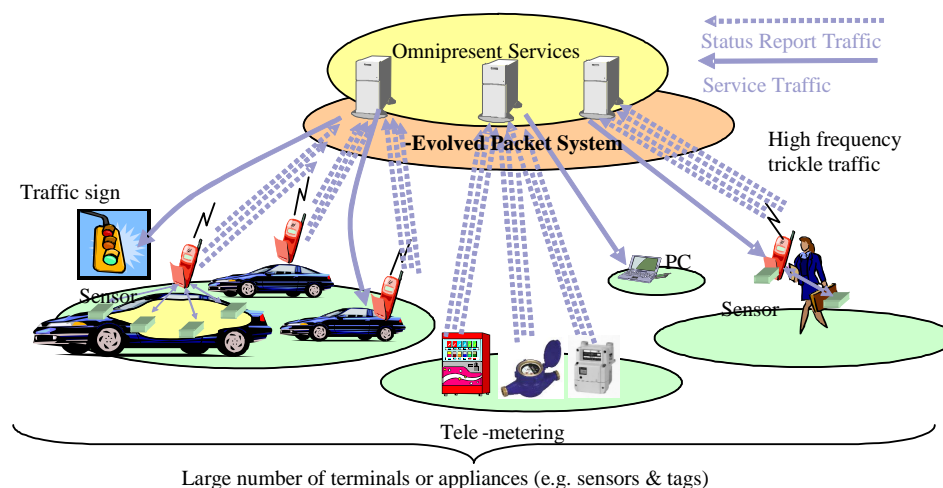 Omnipresent Services
Status Report Traffic
Service Traffic
-Evolved Packet System
High frequency
trickle traffic
Traffic sign
Sensor
PC
Sensor
Tele -metering
Large number of terminals or appliances (e.g. sensors & tags)